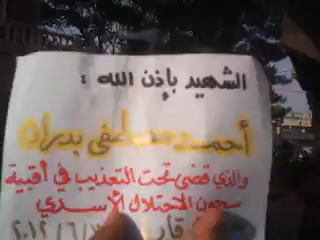 الشهيد بإذن الله :
أحمد مصطفى بدران
والذي قضى تحت التعذيب في أقبية
سجون الاحتلال الأسدي